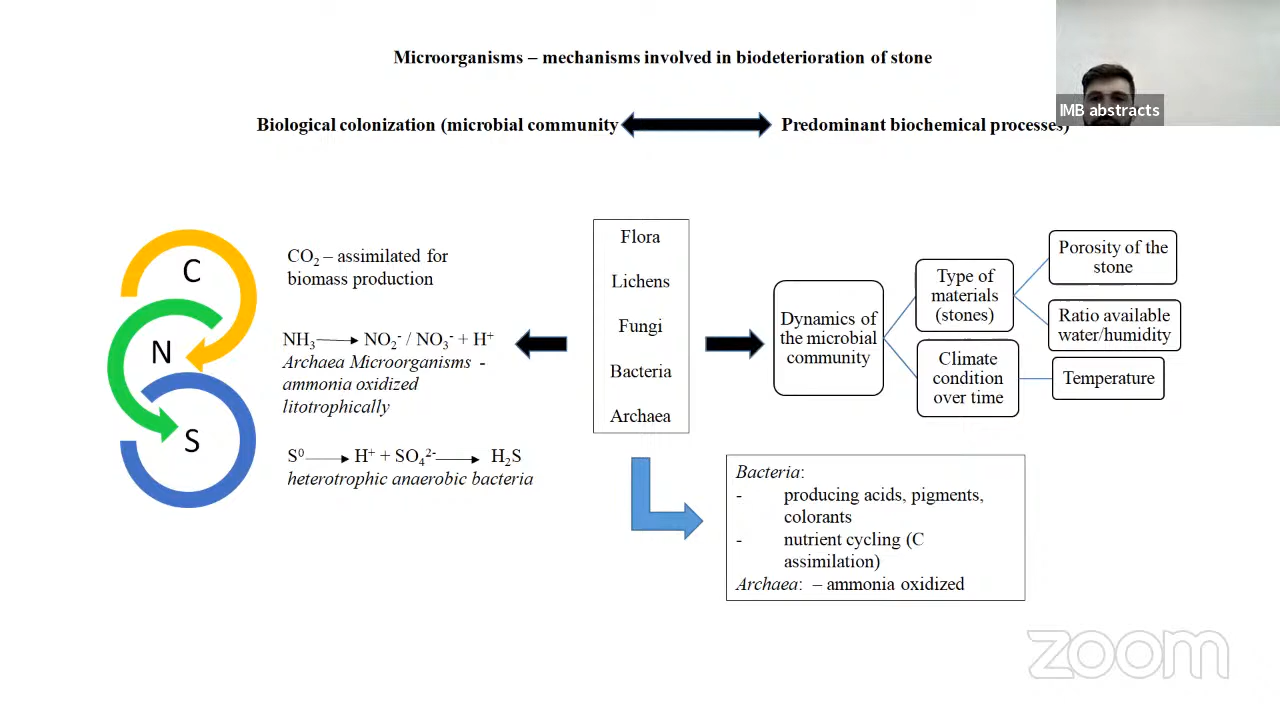 Microorganisms – mechanisms involved in biodeterioration of stone
IMB abstracts
Biological colonization (microbial community
Predominant biochemical processes)
C
N
S
CO₂ – assimilated for
biomass production
NH₃ → NO₂⁻ / NO₃⁻ + H⁺
Archaea Microorganisms -
ammonia oxidized
litotrophically
S⁰ → H⁺ + SO₄²⁻ → H₂S
heterotrophic anaerobic bacteria
Flora
Lichens
Fungi
Bacteria
Archaea
Dynamics of
the microbial
community
Type of
materials
(stones)
Climate
condition
over time
Porosity of the
stone
Ratio available
water/humidity
Temperature
Bacteria:
- producing acids, pigments,
colorants
- nutrient cycling (C
assimilation)
Archaea: – ammonia oxidized
zoom